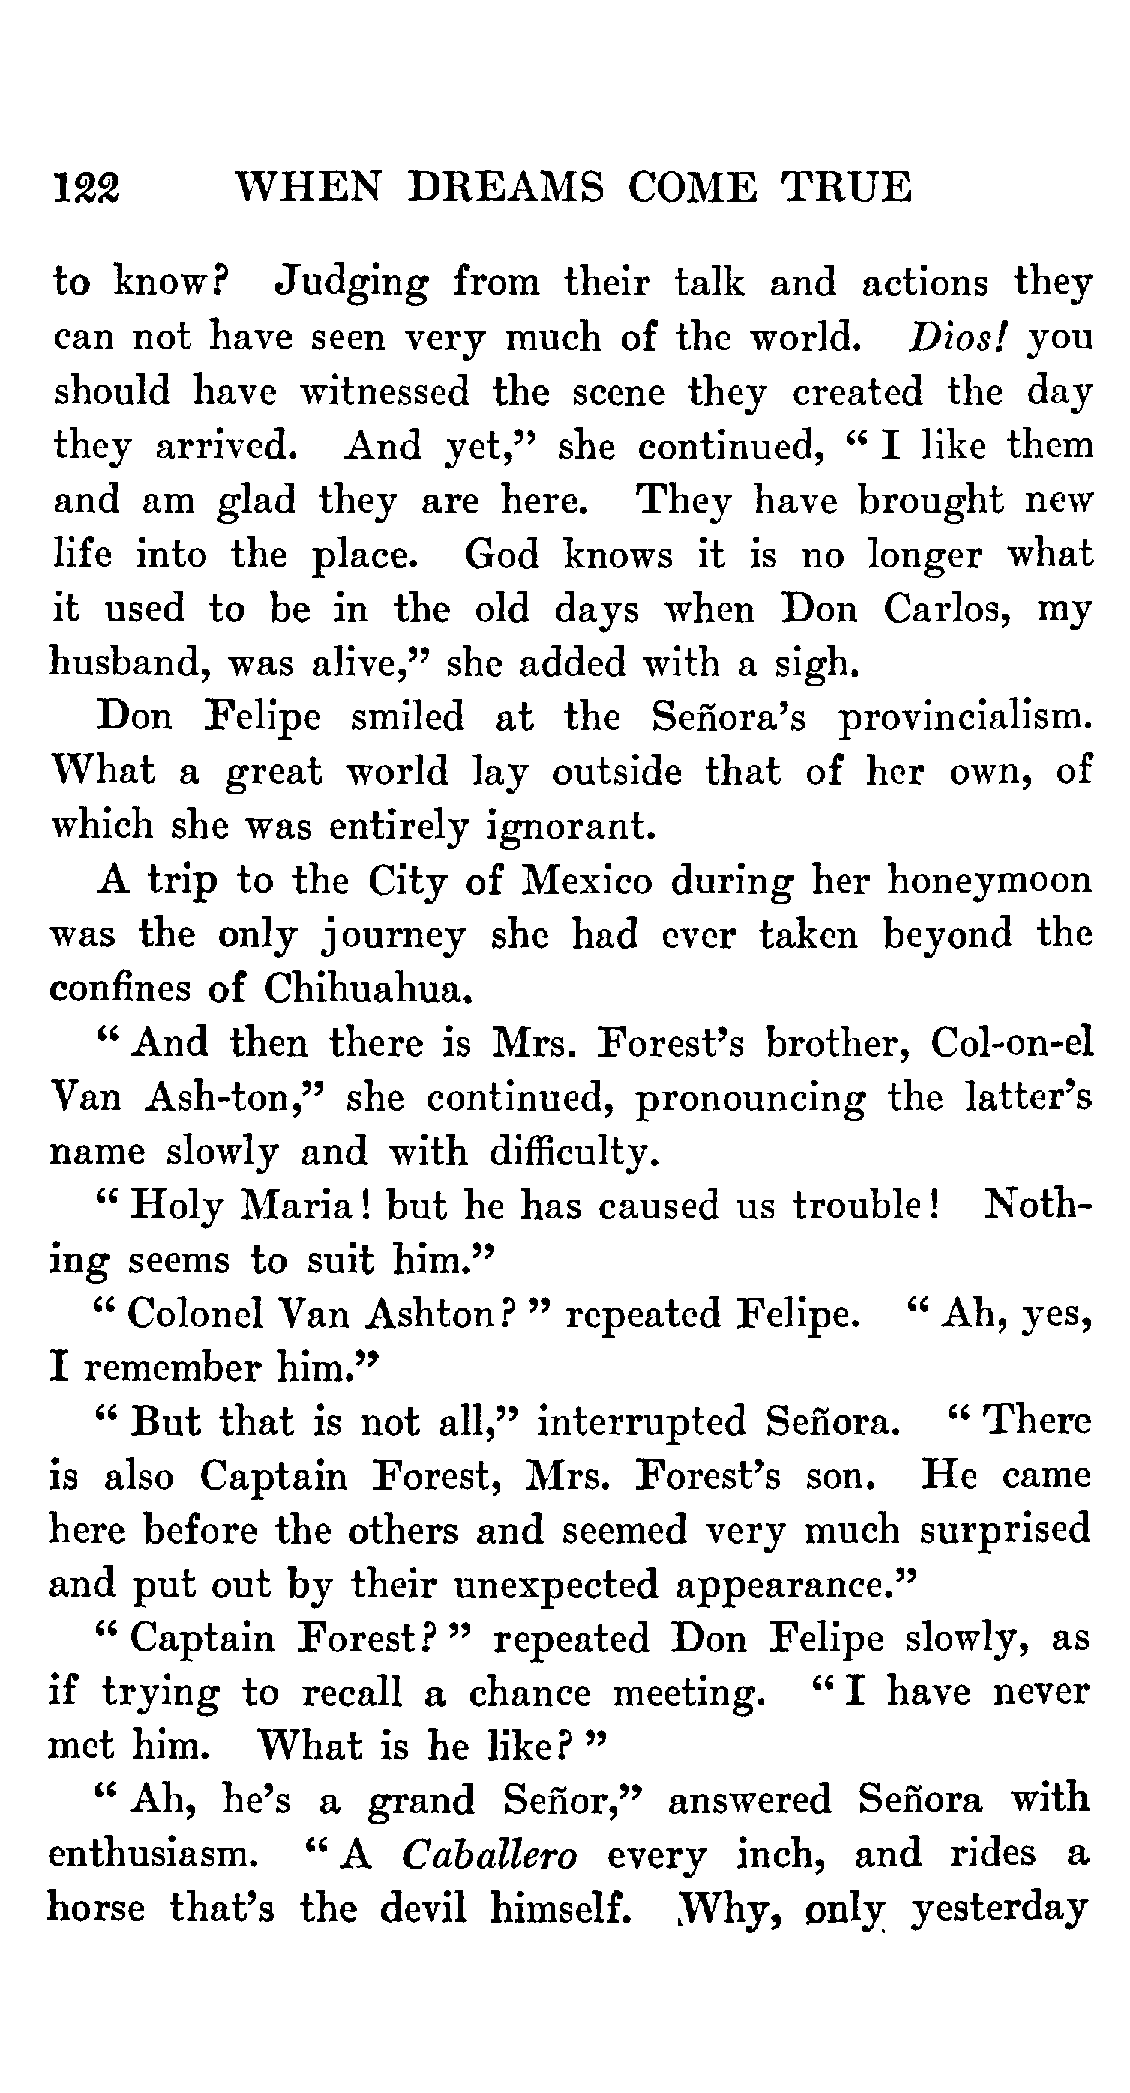 122 WHEN DREAMS COME TRUE
to know? Judging from their talk and actions they
can not have seen very much of the world. Dios! you
should have witnessed the scene they created the day
they arrived. And yet,” she continued, “ I like them
and am glad they are here. They have brought new
life into the place. God knows it is no longer what
it used to be in the old days when Don Carlos, my
husband, was alive,” she added with a sigh.
Don Felipe smiled at the Señora’s provincialism.
What a great world lay outside that of her own, of
which she was entirely ignorant.
A trip to the City of Mexico during her honeymoon
was the only journey she had ever taken beyond the
confines of Chihuahua.
“ And then there is Mrs. Forest’s brother, Col-on-el
Van Ash-ton,” she continued, pronouncing the latter’s
name slowly and with difficulty.
“ Holy Maria! but he has caused us trouble! Noth-
ing seems to suit him.”
“ Colonel Van Ashton? ” repeated Felipe. “ Ah, yes,
I remember him.”
“ But that is not all,” interrupted Señora. “ There
is also Captain Forest, Mrs. Forest’s son. He came
here before the others and seemed very much surprised
and put out by their unexpected appearance.”
“ Captain Forest? ” repeated Don Felipe slowly, as
if trying to recall a chance meeting. “ I have never
met him. What is he like? ”
“ Ah, he’s a grand Señor,” answered Señora with
enthusiasm. “ A Caballero every inch, and rides a
horse that’s the devil himself. Why, only yesterday